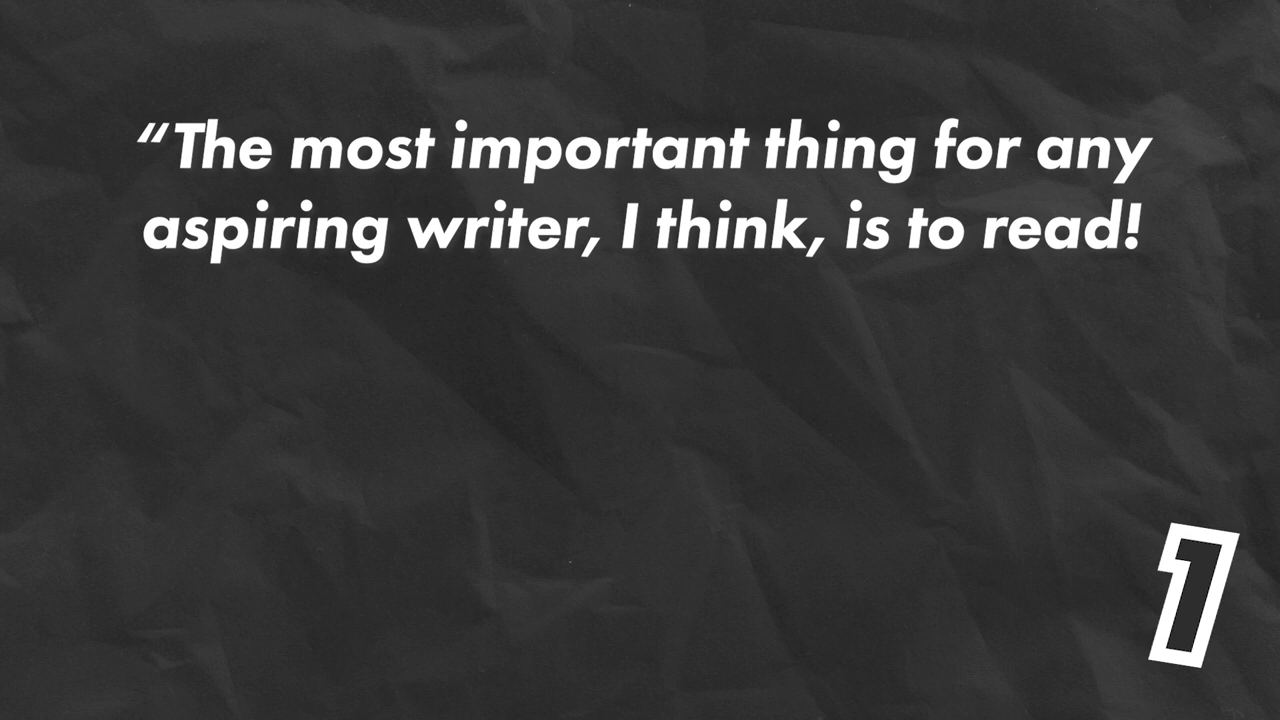 “The most important thing for any
aspiring writer, I think, is to read!
1